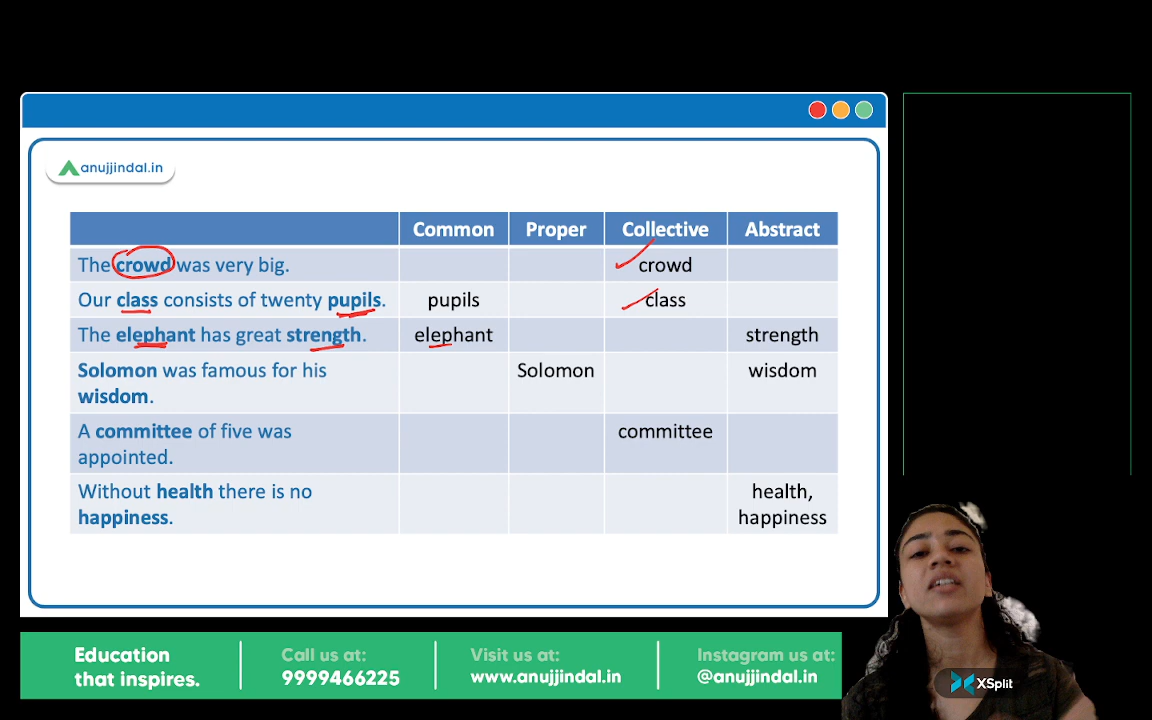 anujjindal.in
Common Proper Collective Abstract
The crowd was very big. crowd
Our class consists of twenty pupils. pupils class
The elephant has great strength. elephant strength
Solomon was famous for his Solomon wisdom
wisdom.
A committee of five was committee
appointed.
Without health there is no health,
happiness. happiness
Education
that inspires.
Call us at:
9999466225
Visit us at:
www.anujjindal.in
Instagram us at:
@anujjindal.in
XSplit